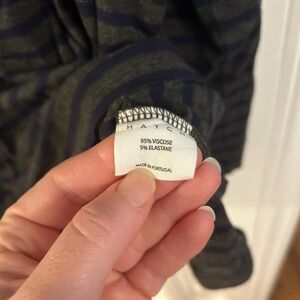 HATCH
95% VISCOSE
5% ELASTANE
MADE IN PORTUGAL